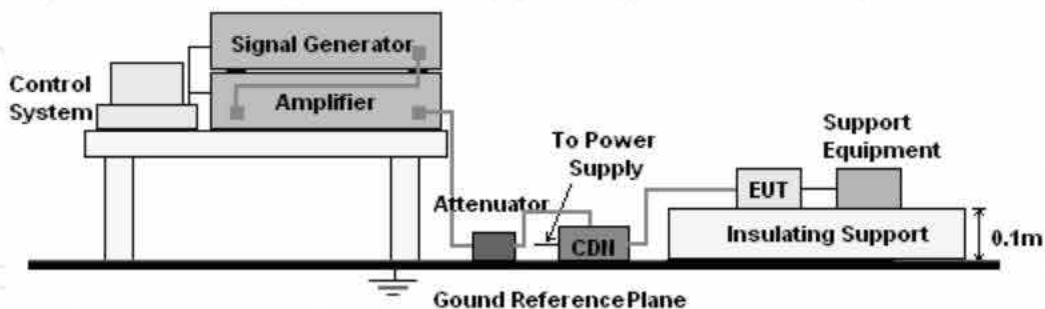 Signal Generator
Control
System
Amplifier
To Power
Supply
Support
Equipment
Attenuator
EUT
CDN
Insulating Support
0.1m
Gound Reference Plane